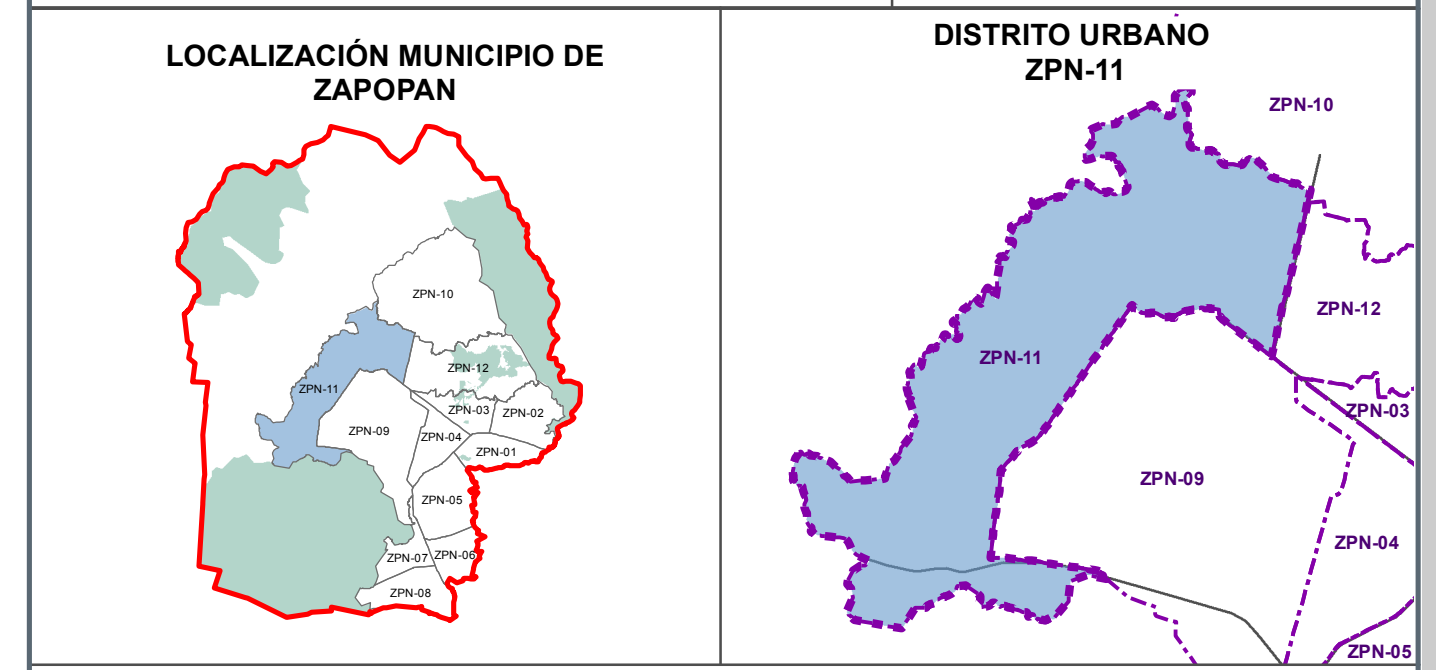 LOCALIZACIÓN MUNICIPIO DE
ZAPOPAN
ZPN-10
ZPN-12
ZPN-11
ZPN-03
ZPN-02
ZPN-09
ZPN-04
ZPN-01
ZPN-05
ZPN-07
ZPN-06
ZPN-08
DISTRITO URBANO
ZPN-11
ZPN-10
ZPN-12
ZPN-11
ZPN-03
ZPN-09
ZPN-04
ZPN-05